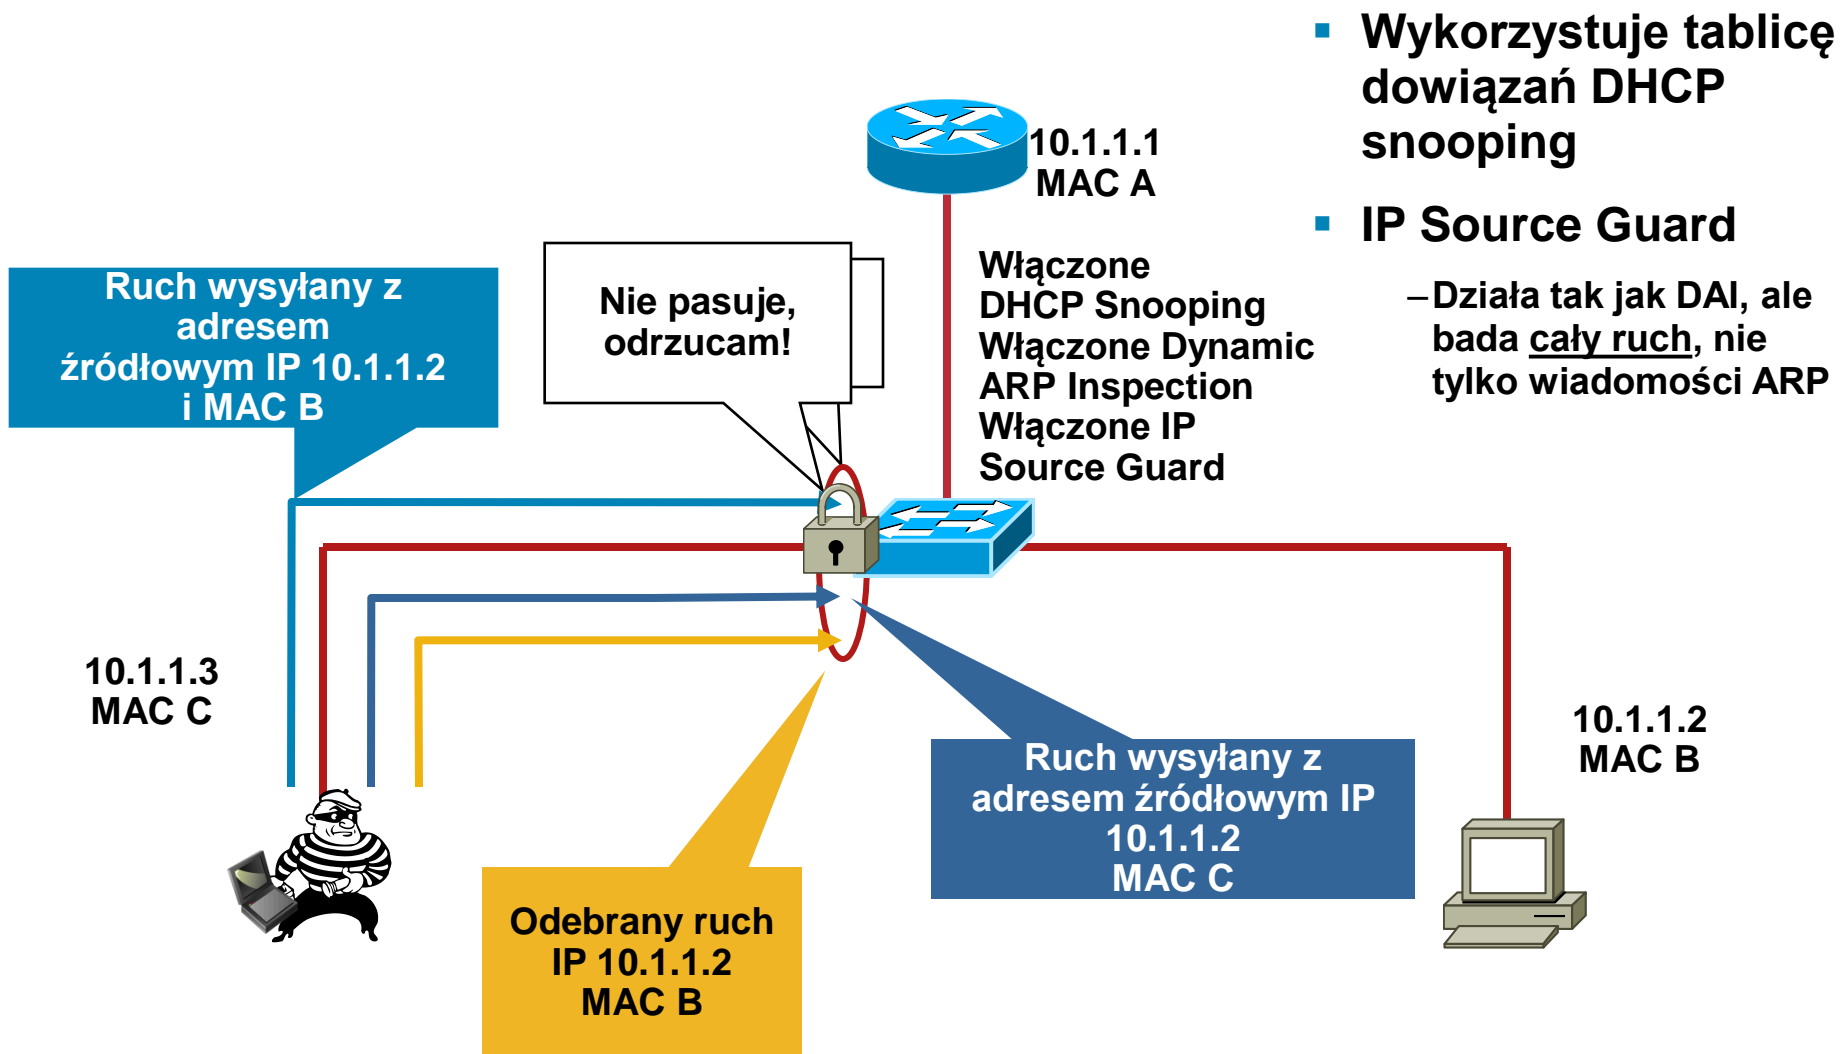 Wykorzystuje tablicę
dowiązań DHCP
snooping
IP Source Guard
–Działa tak jak DAI, ale
bada cały ruch, nie
tylko wiadomości ARP
10.1.1.1
MAC A
Włączone
DHCP Snooping
Włączone Dynamic
ARP Inspection
Włączone IP
Source Guard
Nie pasuje,
odrzucam!
Ruch wysyłany z
adresem
źródłowym IP 10.1.1.2
i MAC B
10.1.1.3
MAC C
10.1.1.2
MAC B
Ruch wysyłany z
adresem źródłowym IP
10.1.1.2
MAC C
Odebrany ruch
IP 10.1.1.2
MAC B